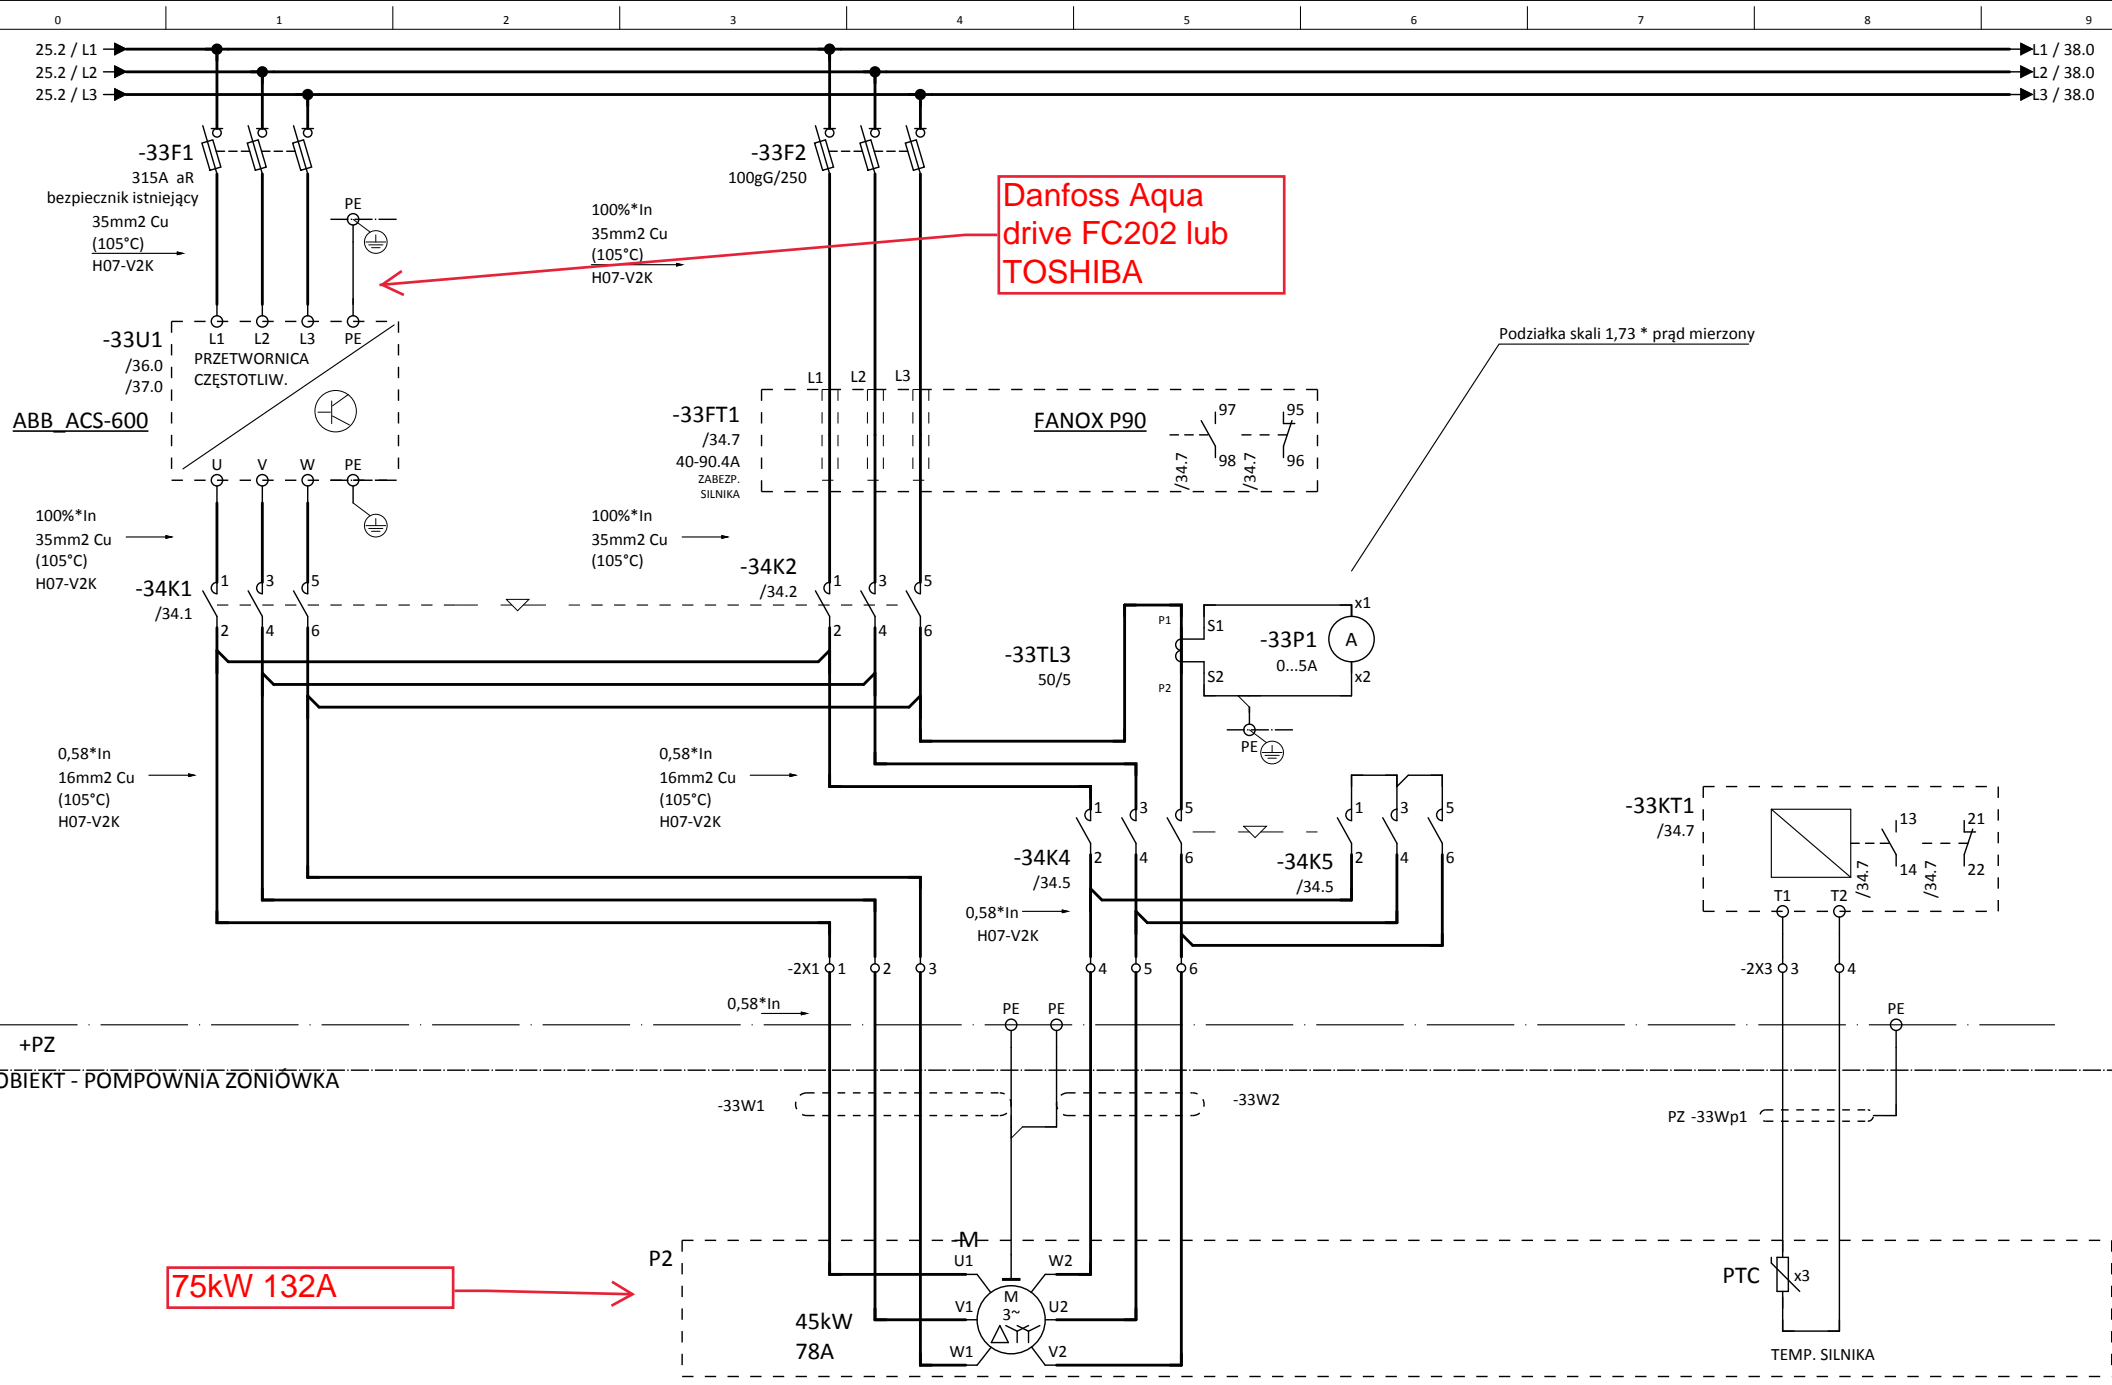 0 1 2 3 4 5 6 7 8 9
25.2 / L1
25.2 / L2
25.2 / L3
L1 / 38.0
L2 / 38.0
L3 / 38.0
-33F1
315A aR
bezpiecznik istniejący
35mm2 Cu
(105°C)
H07-V2K
PE
-33F2
100gG/250
100%*In
35mm2 Cu
(105°C)
H07-V2K
Danfoss Aqua
drive FC202 lub
TOSHIBA
-33U1
/36.0
/37.0
ABB_ACS-600
L1 L2 L3 PE
PRZETWORNICA
CZĘSTOTLIW.
U V W PE
Podziałka skali 1,73 * prąd mierzony
-33FT1
/34.7
40-90.4A
ZABEZP.
SILNIKA
L1 L2 L3
FANOX P90
97
98
/34.7
95
96
/34.7
100%*In
35mm2 Cu
(105°C)
H07-V2K
-34K1
/34.1
1 3 5
2 4 6
100%*In
35mm2 Cu
(105°C)
-34K2
/34.2
1 3 5
2 4 6
-33TL3
50/5
P1
P2
S1
S2
-33P1
0...5A
A
x1
x2
PE
0,58*In
16mm2 Cu
(105°C)
H07-V2K
0,58*In
16mm2 Cu
(105°C)
H07-V2K
-34K4
/34.5
1 3 5
2 4 6
0,58*In
H07-V2K
-34K5
/34.5
1 3 5
2 4 6
-33KT1
/34.7
13
14
/34.7
21
22
/34.7
T1 T2
-2X1 1 2 3 4 5 6
-2X3 3 4
0,58*In
PE PE
PE
+PZ
OBIEKT - POMPOWNIA ZONIÓWKA
-33W1
-33W2
PZ -33Wp1
75kW 132A
P2
M
U1 W2
V1 U2
W1 V2
M
3~
45kW
78A
PTC
x3
TEMP. SILNIKA